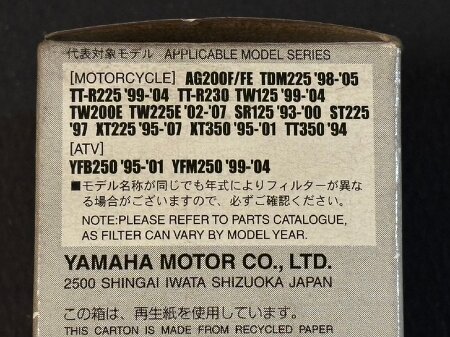 代表対象モデル APPLICABLE MODEL SERIES
[MOTORCYCLE] AG200F/FE TDM225 '98-'05
TT-R225 '99-'04 TT-R230 TW125 '99-'04
TW200E TW225E '02-'07 SR125 '93-'00 ST225
'97 XT225 '95-'07 XT350 '95-'01 TT350 '94
[ATV]
YFB250 '95-'01 YFM250 '99-'04
■モデル名称が同じでも年式によりフィルターが異な
る場合がございますので、必ずご確認ください。
NOTE:PLEASE REFER TO PARTS CATALOGUE,
AS FILTER CAN VARY BY MODEL YEAR.
YAMAHA MOTOR CO., LTD.
2500 SHINGAI IWATA SHIZUOKA JAPAN
この箱は、再生紙を使用しています。
THIS CARTON IS MADE FROM RECYCLED PAPER